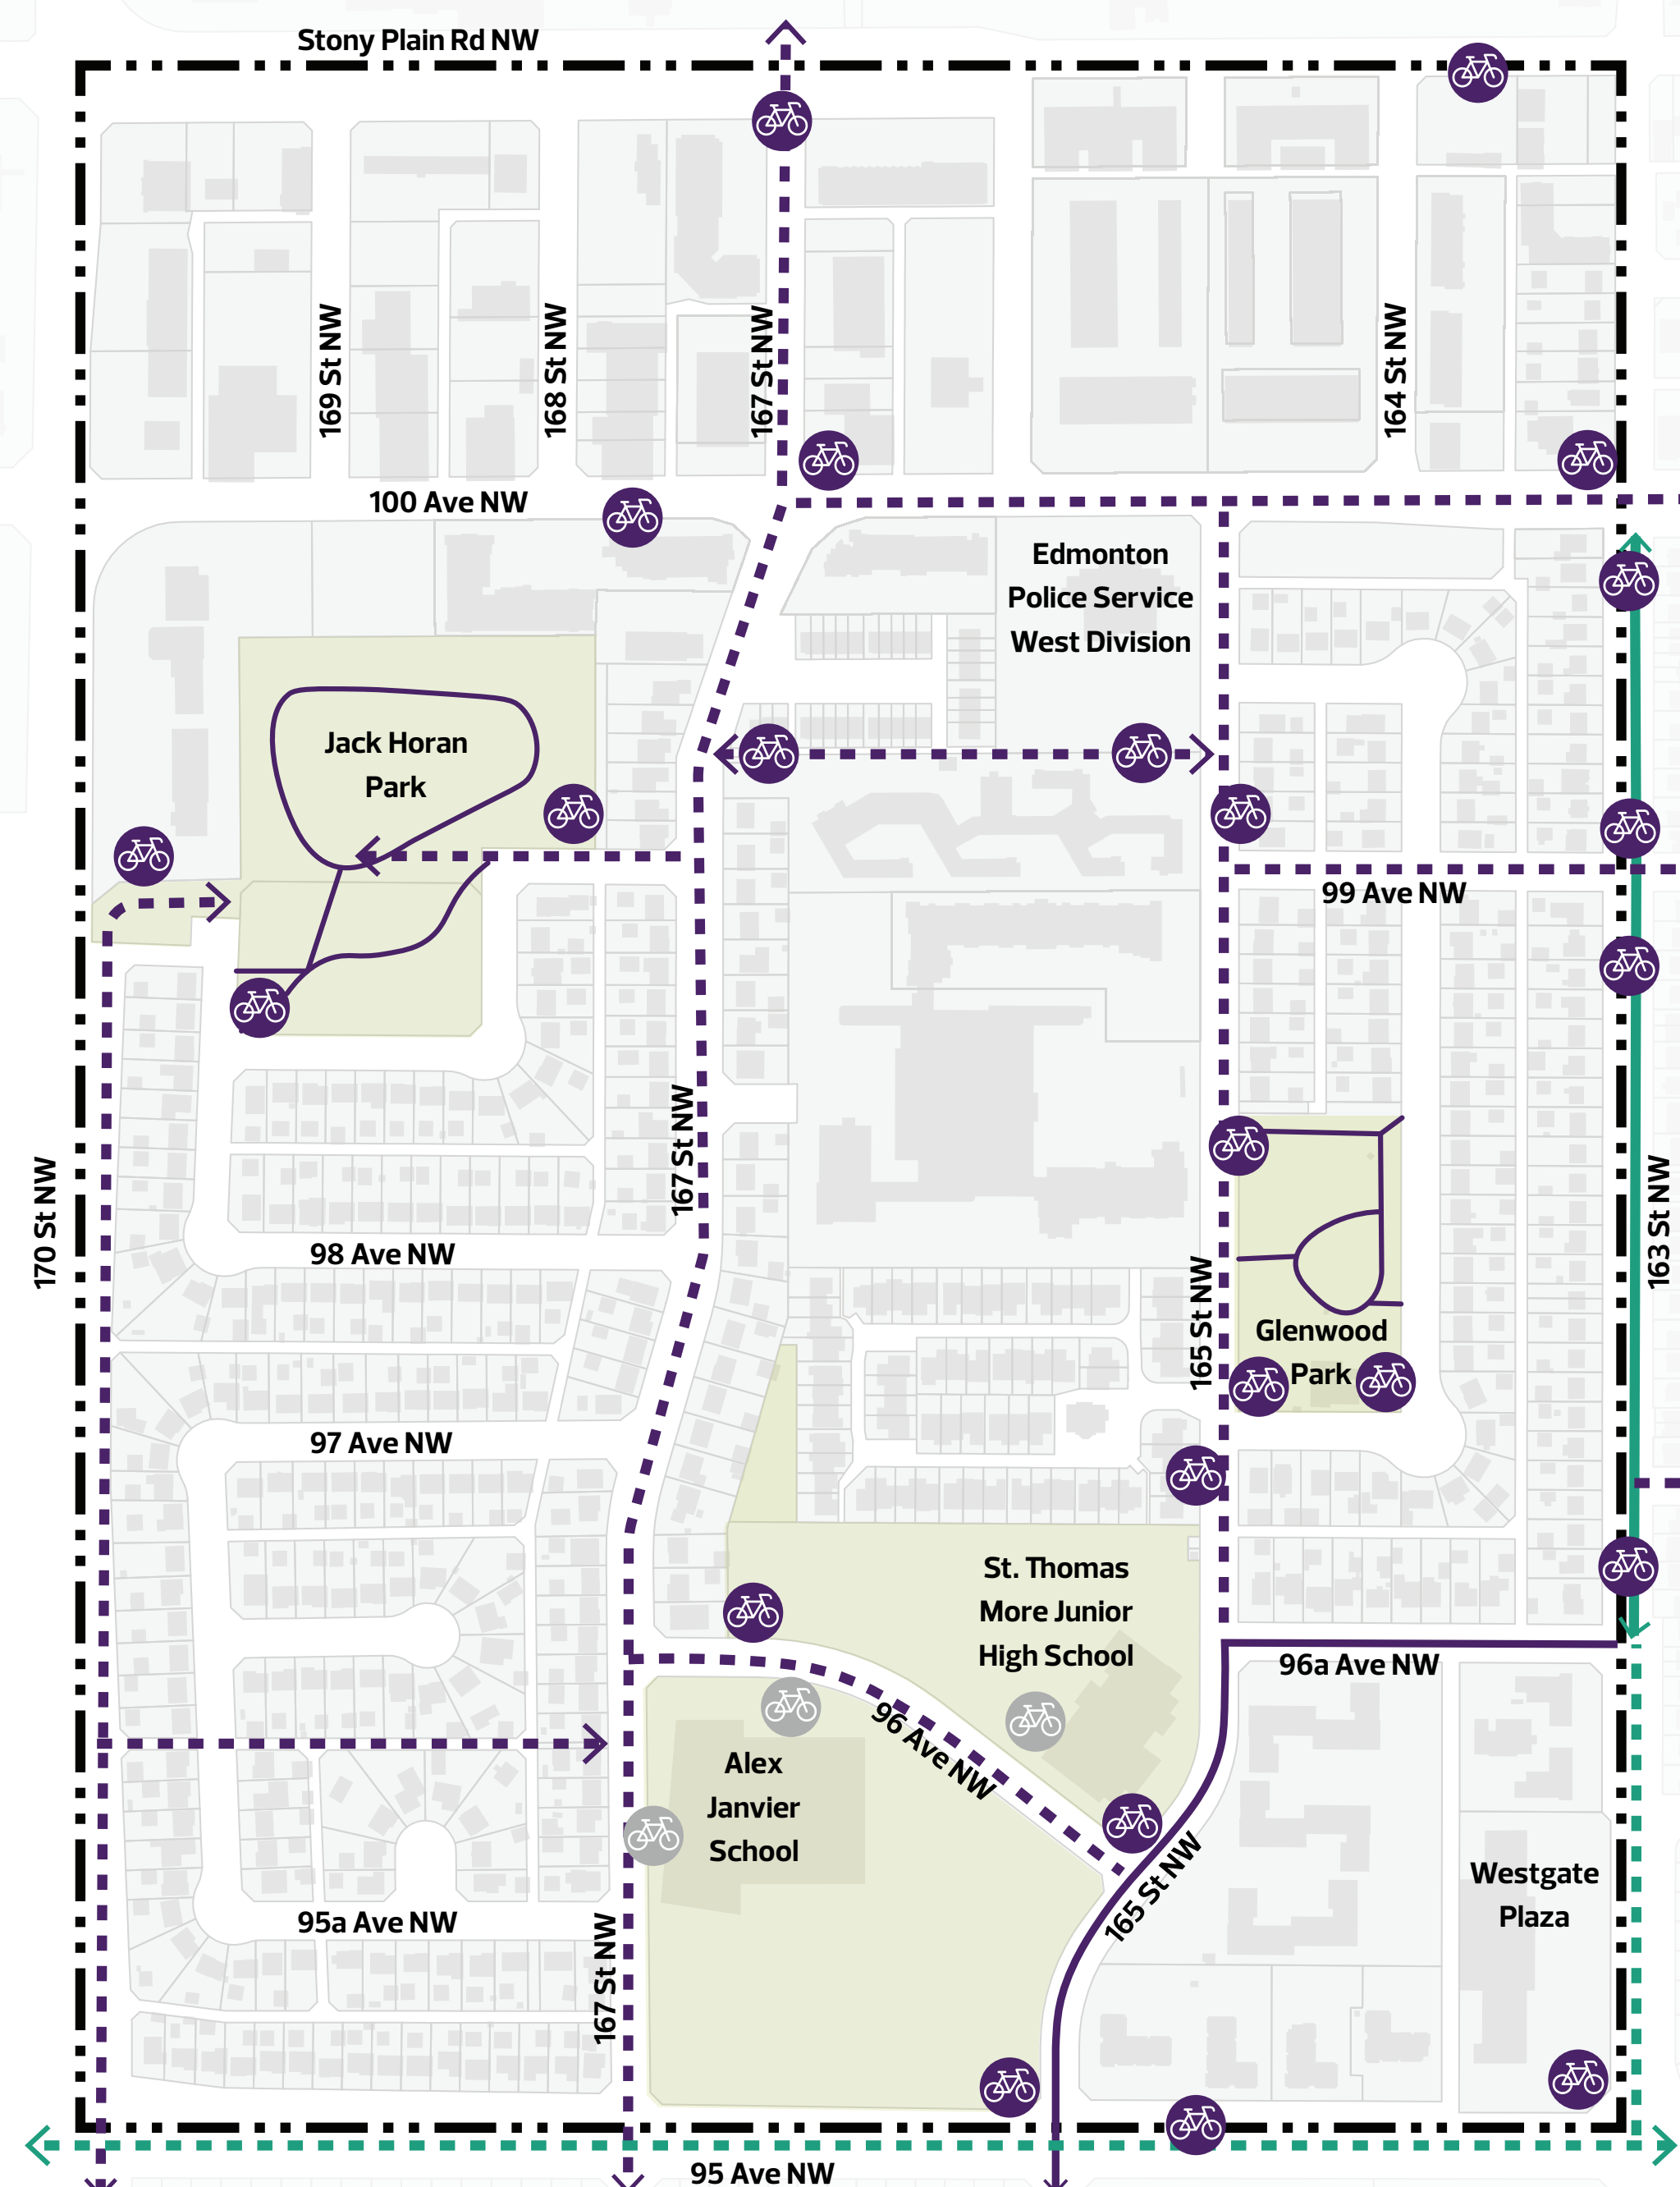 Stony Plain Rd NW
169 St NW
168 St NW
167 St NW
164 St NW
100 Ave NW
Edmonton
Police Service
West Division
Jack Horan
Park
99 Ave NW
170 St NW
167 St NW
163 St NW
98 Ave NW
165 St NW
Glenwood
Park
97 Ave NW
St. Thomas
More Junior
High School
96a Ave NW
96 Ave NW
Alex
Janvier
School
165 St NW
Westgate
Plaza
95a Ave NW
167 St NW
95 Ave NW